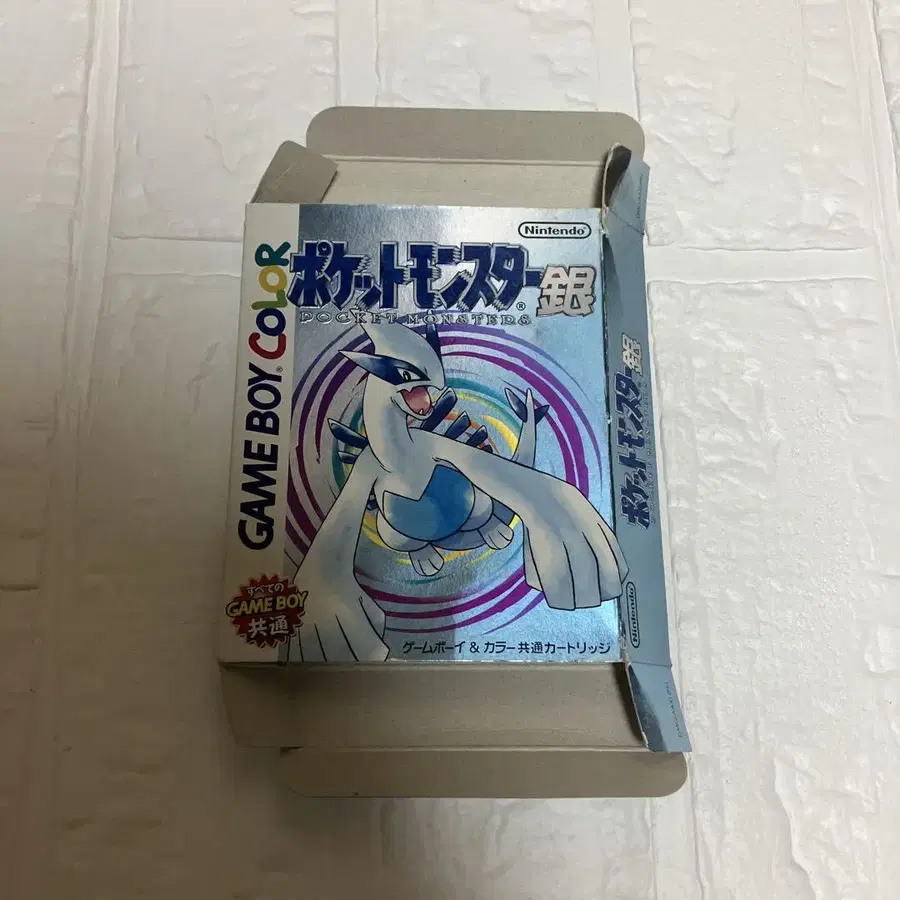 Nintendo
ポケットモンスター銀
POCKET MONSTERS
®
GAME BOY COLOR
すべての
GAME BOY
共通
ゲームボーイ & カラー共通カートリッジ
ポケットモンスター銀
Nintendo